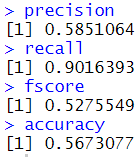 > precision
[1] 0.5851064
> recall
[1] 0.9016393
> fscore
[1] 0.5275549
> accuracy
[1] 0.5673077